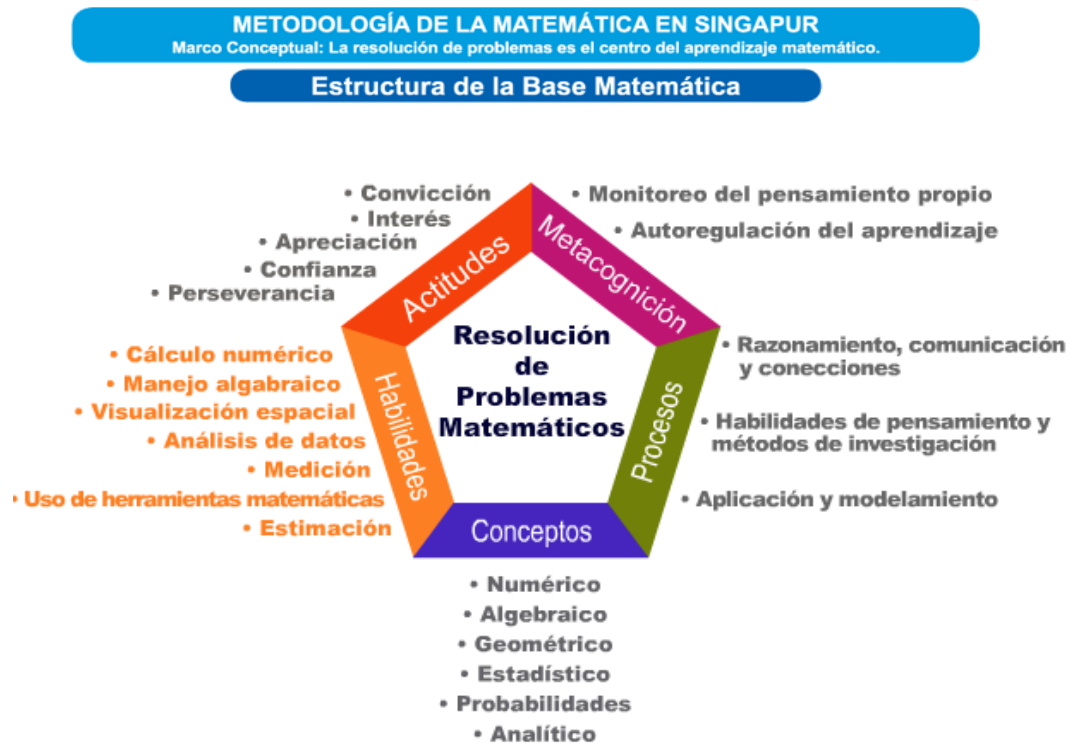 METODOLOGÍA DE LA MATEMÁTICA EN SINGAPUR
Marco Conceptual: La resolución de problemas es el centro del aprendizaje matemático.
Estructura de la Base Matemática
Actitudes
• Convicción
• Interés
• Apreciación
• Confianza
• Perseverancia
Metacognición
• Monitoreo del pensamiento propio
• Autoregulación del aprendizaje
Resolución
de
Problemas
Matemáticos
Habilidades
• Cálculo numérico
• Manejo algabraico
• Visualización espacial
• Análisis de datos
• Medición
• Uso de herramientas matemáticas
• Estimación
Procesos
• Razonamiento, comunicación
y conecciones
• Habilidades de pensamiento y
métodos de investigación
• Aplicación y modelamiento
Conceptos
• Numérico
• Algebraico
• Geométrico
• Estadístico
• Probabilidades
• Analítico